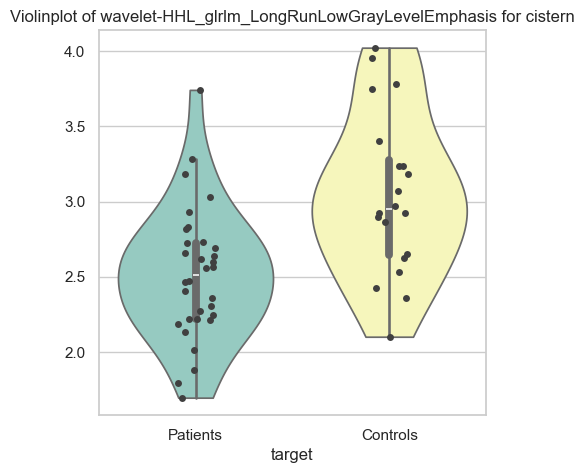 Violinplot of wavelet-HHL_glrlm_LongRunLowGrayLevelEmphasis for cistern
4.0
3.5
3.0
2.5
2.0
Patients
Controls
target